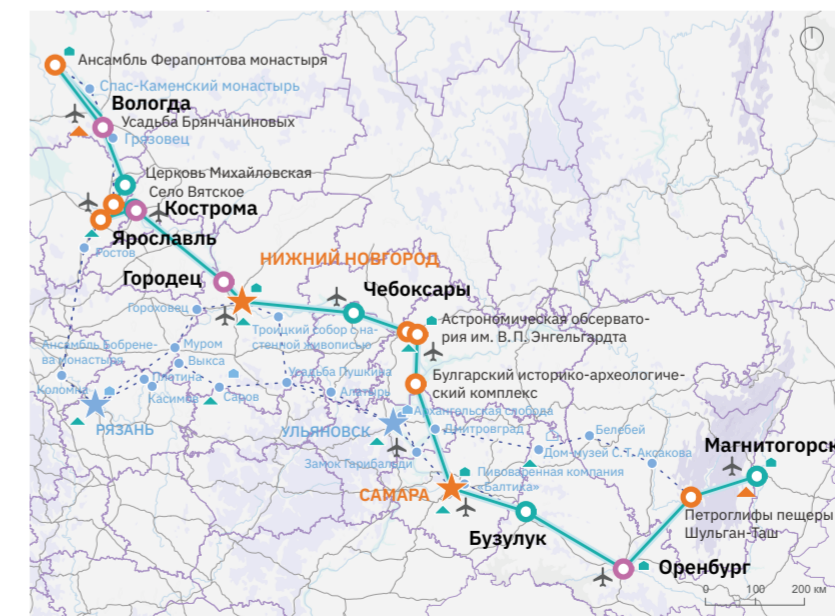 Ансамбль Ферапонтова монастыря
Спас-Каменский монастырь
Вологда
Усадьба Брянчаниновых
Грязовец
Церковь Михайловская
Село Вятское
Кострома
Ярославль
Ростов
НИЖНИЙ НОВГОРОД
Городец
Чебоксары
Гороховец
Троицкий собор с на-
стенной живописью
Астрономическая обсервато-
рия им. В. П. Энгельгардта
Ансамбль Бобрене-
ва монастыря
Муром
Выкса
Усадьба Пушкина
Булгарский историко-археологиче-
ский комплекс
Коломна
Касимов
Саров
Алатырь
РЯЗАНЬ
УЛЬЯНОВСК
Архангельская слобода
Димитровград
Белебей
Дом-музей С. Т. Аксакова
Замок Гарибальди
Магнитогорск
Пивоваренная компания
«Балтика»
САМАРА
Петроглифы пещеры
Шульган-Таш
Бузулук
Оренбург
0 100 200 км